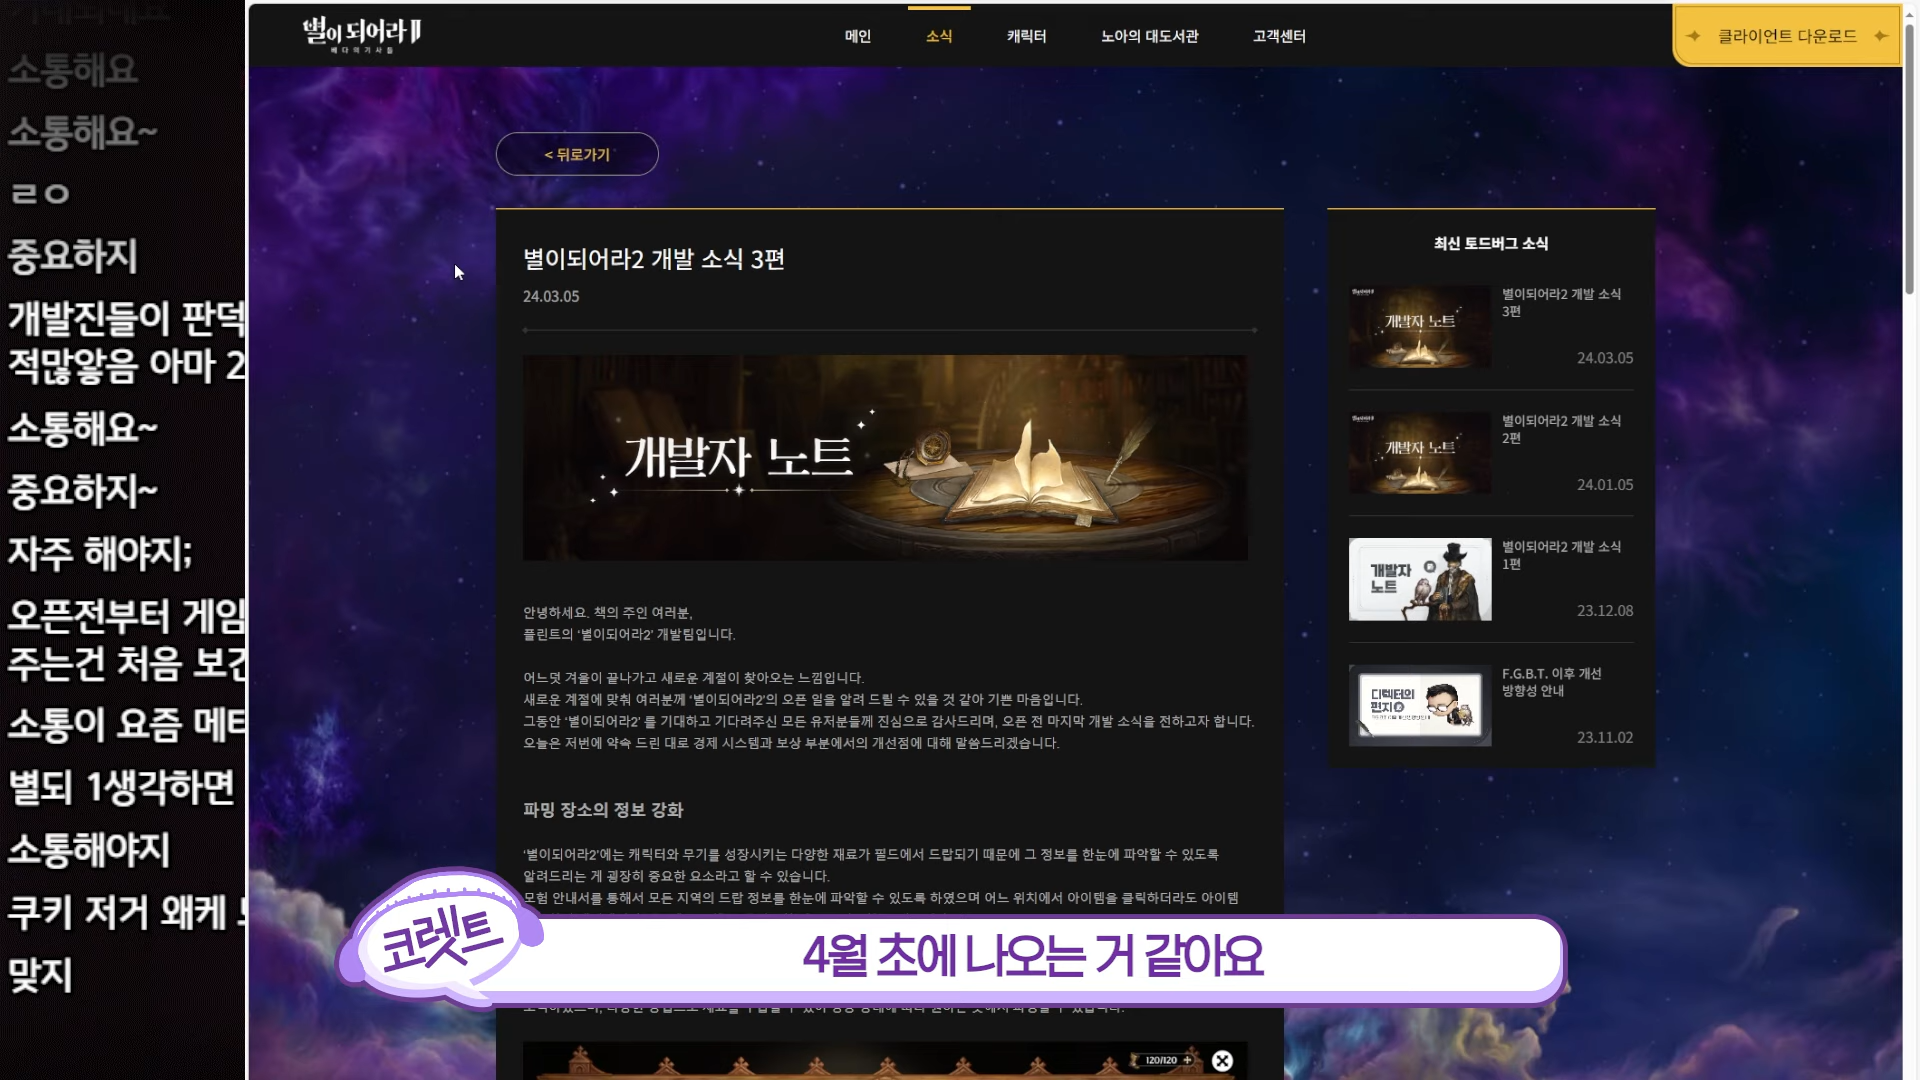 소통해요
소통해요~
ㄹㅇ
중요하지
개발진들이 판덕
적많앟음 아마 2
소통해요~
중요하지~
자주 해야지;
오픈전부터 게임
주는건 처음 보긴
소통이 요즘 메타
별되 1생각하면
소통해야지
쿠키 저거 왜케
맞지
별이 되어라 II
베다의 기사들
메인
소식
캐릭터
노아의 대도서관
고객센터
클라이언트 다운로드
< 뒤로가기
별이되어라2 개발 소식 3편
24.03.05
개발자 노트
안녕하세요. 책의 주인 여러분,
플린트의 ‘별이되어라2’ 개발팀입니다.
어느덧 겨울이 끝나가고 새로운 계절이 찾아오는 느낌입니다.
새로운 계절에 맞춰 여러분께 ‘별이되어라2’의 오픈 일을 알려 드릴 수 있을 것 같아 기쁜 마음입니다.
그동안 ‘별이되어라2’ 를 기대하고 기다려주신 모든 유저분들께 진심으로 감사드리며, 오픈 전 마지막 개발 소식을 전하고자 합니다.
오늘은 저번에 약속 드린 대로 경제 시스템과 보상 부분에서의 개선점에 대해 말씀드리겠습니다.
파밍 장소의 정보 강화
‘별이되어라2’에는 캐릭터와 무기를 성장시키는 다양한 재료가 필드에서 드랍되기 때문에 그 정보를 한눈에 파악할 수 있도록
알려드리는 게 굉장히 중요한 요소라고 할 수 있습니다.
모험 안내서를 통해서 모든 지역의 드랍 정보를 한눈에 파악할 수 있도록 하였으며 어느 위치에서 아이템을 클릭하더라도 아이템
120/120
최신 토드버그 소식
개발자 노트
별이되어라2 개발 소식
3편
24.03.05
개발자 노트
별이되어라2 개발 소식
2편
24.01.05
개발자
노트
별이되어라2 개발 소식
1편
23.12.08
디렉터의
편지
F.G.B.T. 이후 개선
방향성 안내
23.11.02
코렛트
4월 초에 나오는 거 같아요